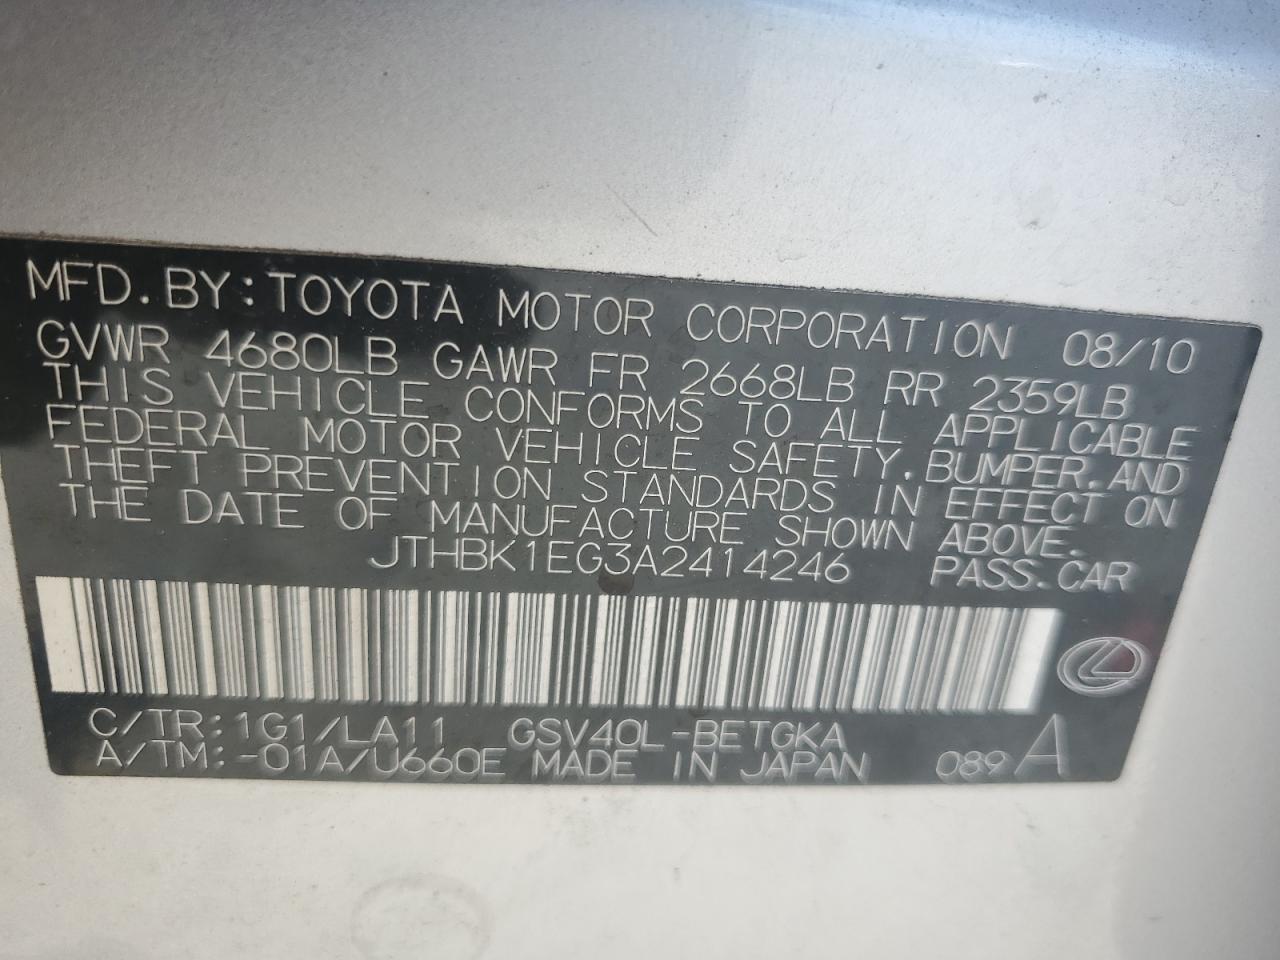 MFD. BY: TOYOTA MOTOR CORPORATION 08/10
GVWR 4680LB GAWR FR 2668LB RR 2359LB
THIS VEHICLE CONFORMS TO ALL APPLICABLE
FEDERAL MOTOR VEHICLE SAFETY, BUMPER, AND
THEFT PREVENTION STANDARDS IN EFFECT ON
THE DATE OF MANUFACTURE SHOWN ABOVE.
JTHBK1EG3A2414246 PASS. CAR
C/TR: 1G1/LA11 GSV40L-BETGKA
A/TM: -01A/U660E MADE IN JAPAN 089 A